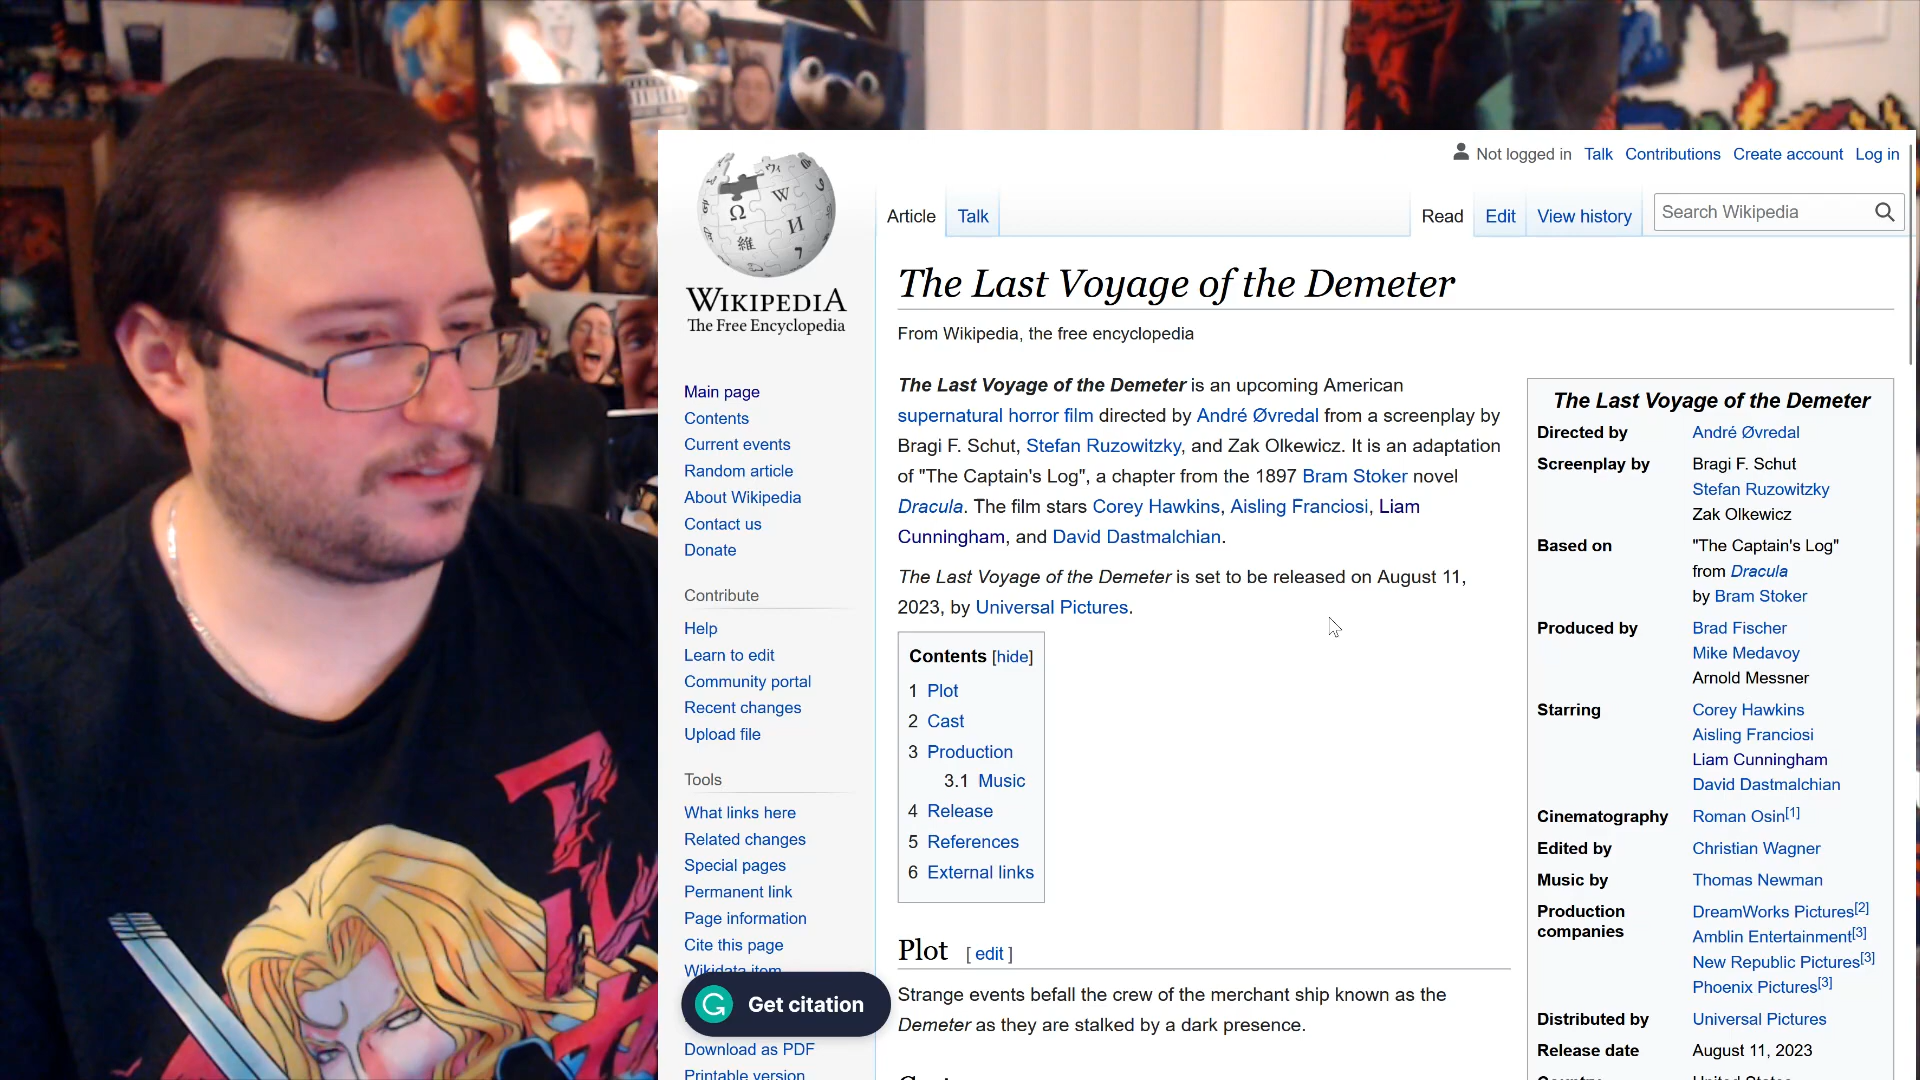 Not logged in Talk Contributions Create account Log in
Article Talk Read Edit View history Search Wikipedia
WIKIPEDIA
The Free Encyclopedia
Main page
Contents
Current events
Random article
About Wikipedia
Contact us
Donate
Contribute
Help
Learn to edit
Community portal
Recent changes
Upload file
Tools
What links here
Related changes
Special pages
Permanent link
Page information
Cite this page
Wikidata item
Get citation
Download as PDF
Printable version
The Last Voyage of the Demeter
From Wikipedia, the free encyclopedia
The Last Voyage of the Demeter is an upcoming American
supernatural horror film directed by André Øvredal from a screenplay by
Bragi F. Schut, Stefan Ruzowitzky, and Zak Olkewicz. It is an adaptation
of "The Captain's Log", a chapter from the 1897 Bram Stoker novel
Dracula. The film stars Corey Hawkins, Aisling Franciosi, Liam
Cunningham, and David Dastmalchian.
The Last Voyage of the Demeter is set to be released on August 11,
2023, by Universal Pictures.
Contents [hide]
1 Plot
2 Cast
3 Production
3.1 Music
4 Release
5 References
6 External links
Plot [ edit ]
Strange events befall the crew of the merchant ship known as the
Demeter as they are stalked by a dark presence.
The Last Voyage of the Demeter
Directed by André Øvredal
Screenplay by Bragi F. Schut
Stefan Ruzowitzky
Zak Olkewicz
Based on "The Captain's Log"
from Dracula
by Bram Stoker
Produced by Brad Fischer
Mike Medavoy
Arnold Messner
Starring Corey Hawkins
Aisling Franciosi
Liam Cunningham
David Dastmalchian
Cinematography Roman Osin[1]
Edited by Christian Wagner
Music by Thomas Newman
Production companies DreamWorks Pictures[2]
Amblin Entertainment[3]
New Republic Pictures[3]
Phoenix Pictures[3]
Distributed by Universal Pictures
Release date August 11, 2023